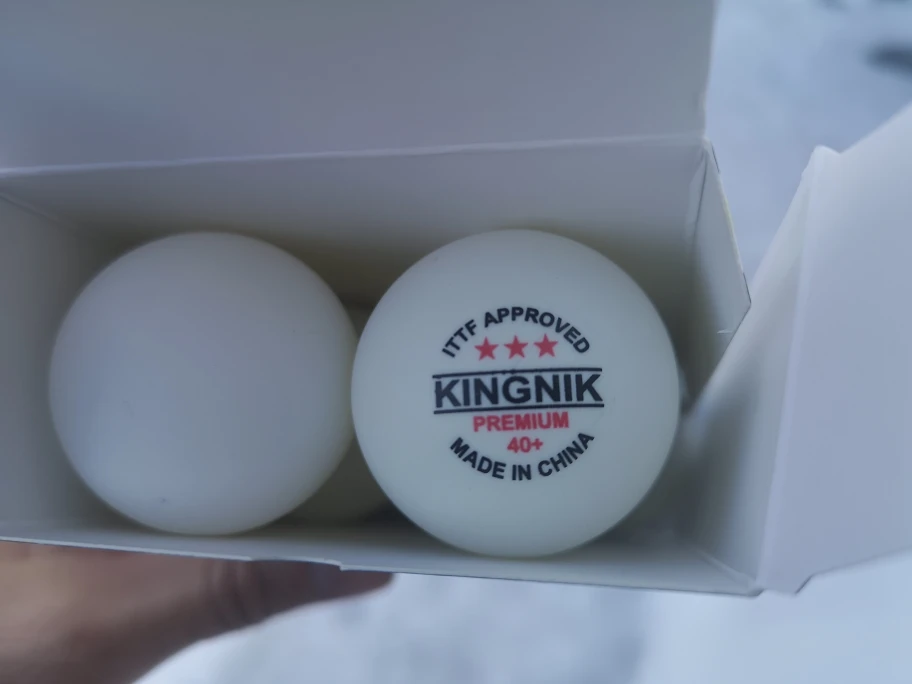 ITTF APPROVED
★★★
KINGNIK
PREMIUM
40+
MADE IN CHINA